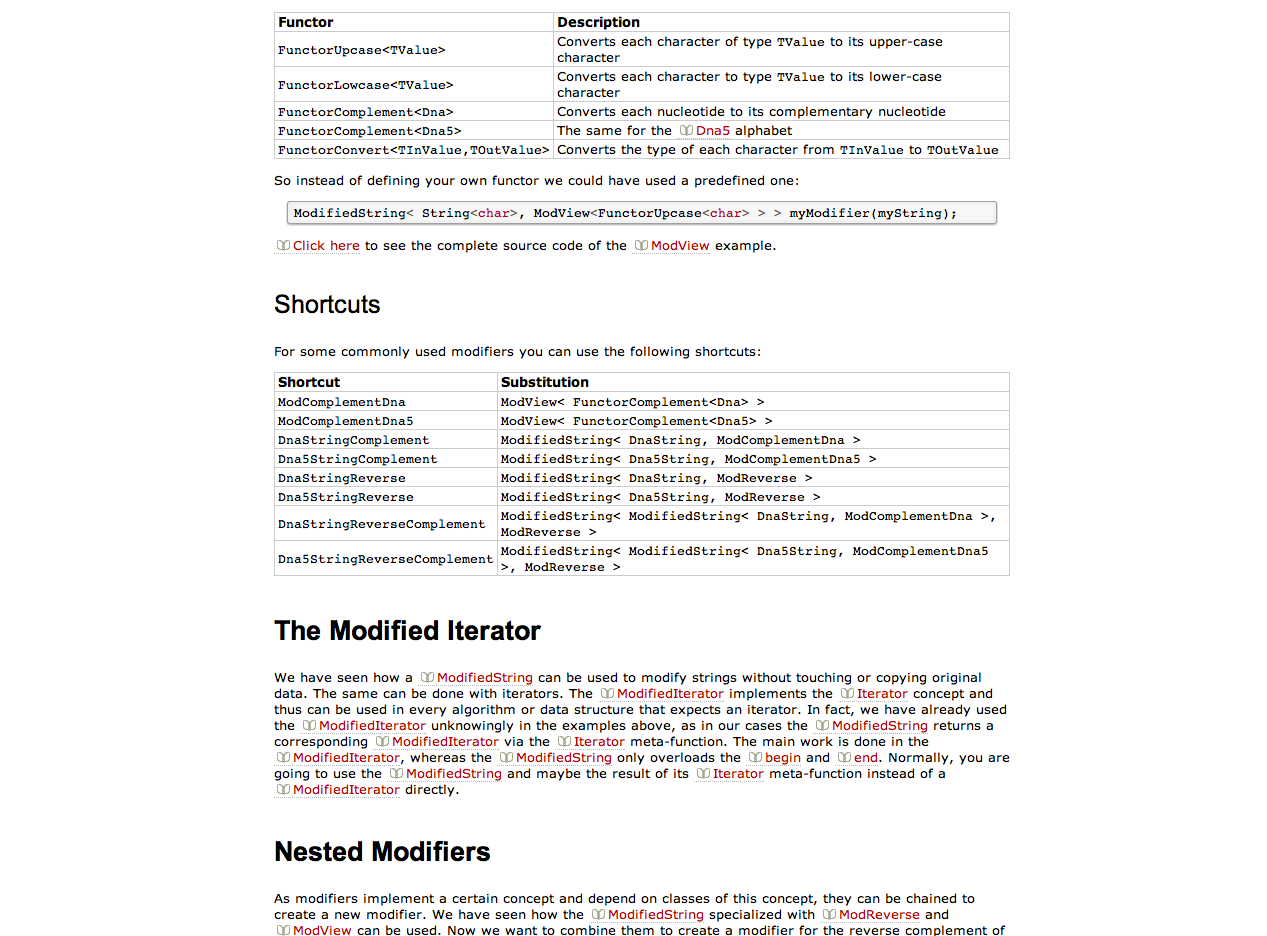 Functor Description
FunctorUpcase<TValue> Converts each character of type TValue to its upper-case
character
FunctorLowcase<TValue> Converts each character to type TValue to its lower-case
character
FunctorComplement<Dna> Converts each nucleotide to its complementary nucleotide
FunctorComplement<Dna5> The same for the Dna5 alphabet
FunctorConvert<TInValue,TOutValue> Converts the type of each character from TInValue to TOutValue
So instead of defining your own functor we could have used a predefined one:
ModifiedString< String<char>, ModView<FunctorUpcase<char> > > myModifier(myString);
Click here to see the complete source code of the ModView example.
Shortcuts
For some commonly used modifiers you can use the following shortcuts:
Shortcut Substitution
ModComplementDna ModView< FunctorComplement<Dna> >
ModComplementDna5 ModView< FunctorComplement<Dna5> >
DnaStringComplement ModifiedString< DnaString, ModComplementDna >
Dna5StringComplement ModifiedString< Dna5String, ModComplementDna5 >
DnaStringReverse ModifiedString< DnaString, ModReverse >
Dna5StringReverse ModifiedString< Dna5String, ModReverse >
DnaStringReverseComplement ModifiedString< ModifiedString< DnaString, ModComplementDna >,
ModReverse >
Dna5StringReverseComplement ModifiedString< ModifiedString< Dna5String, ModComplementDna5
>, ModReverse >
The Modified Iterator
We have seen how a ModifiedString can be used to modify strings without touching or copying original
data. The same can be done with iterators. The ModifiedIterator implements the Iterator concept and
thus can be used in every algorithm or data structure that expects an iterator. In fact, we have already used
the ModifiedIterator unknowingly in the examples above, as in our cases the ModifiedString returns a
corresponding ModifiedIterator via the Iterator meta-function. The main work is done in the
ModifiedIterator, whereas the ModifiedString only overloads the begin and end. Normally, you are
going to use the ModifiedString and maybe the result of its Iterator meta-function instead of a
ModifiedIterator directly.
Nested Modifiers
As modifiers implement a certain concept and depend on classes of this concept, they can be chained to
create a new modifier. We have seen how the ModifiedString specialized with ModReverse and
ModView can be used. Now we want to combine them to create a modifier for the reverse complement of